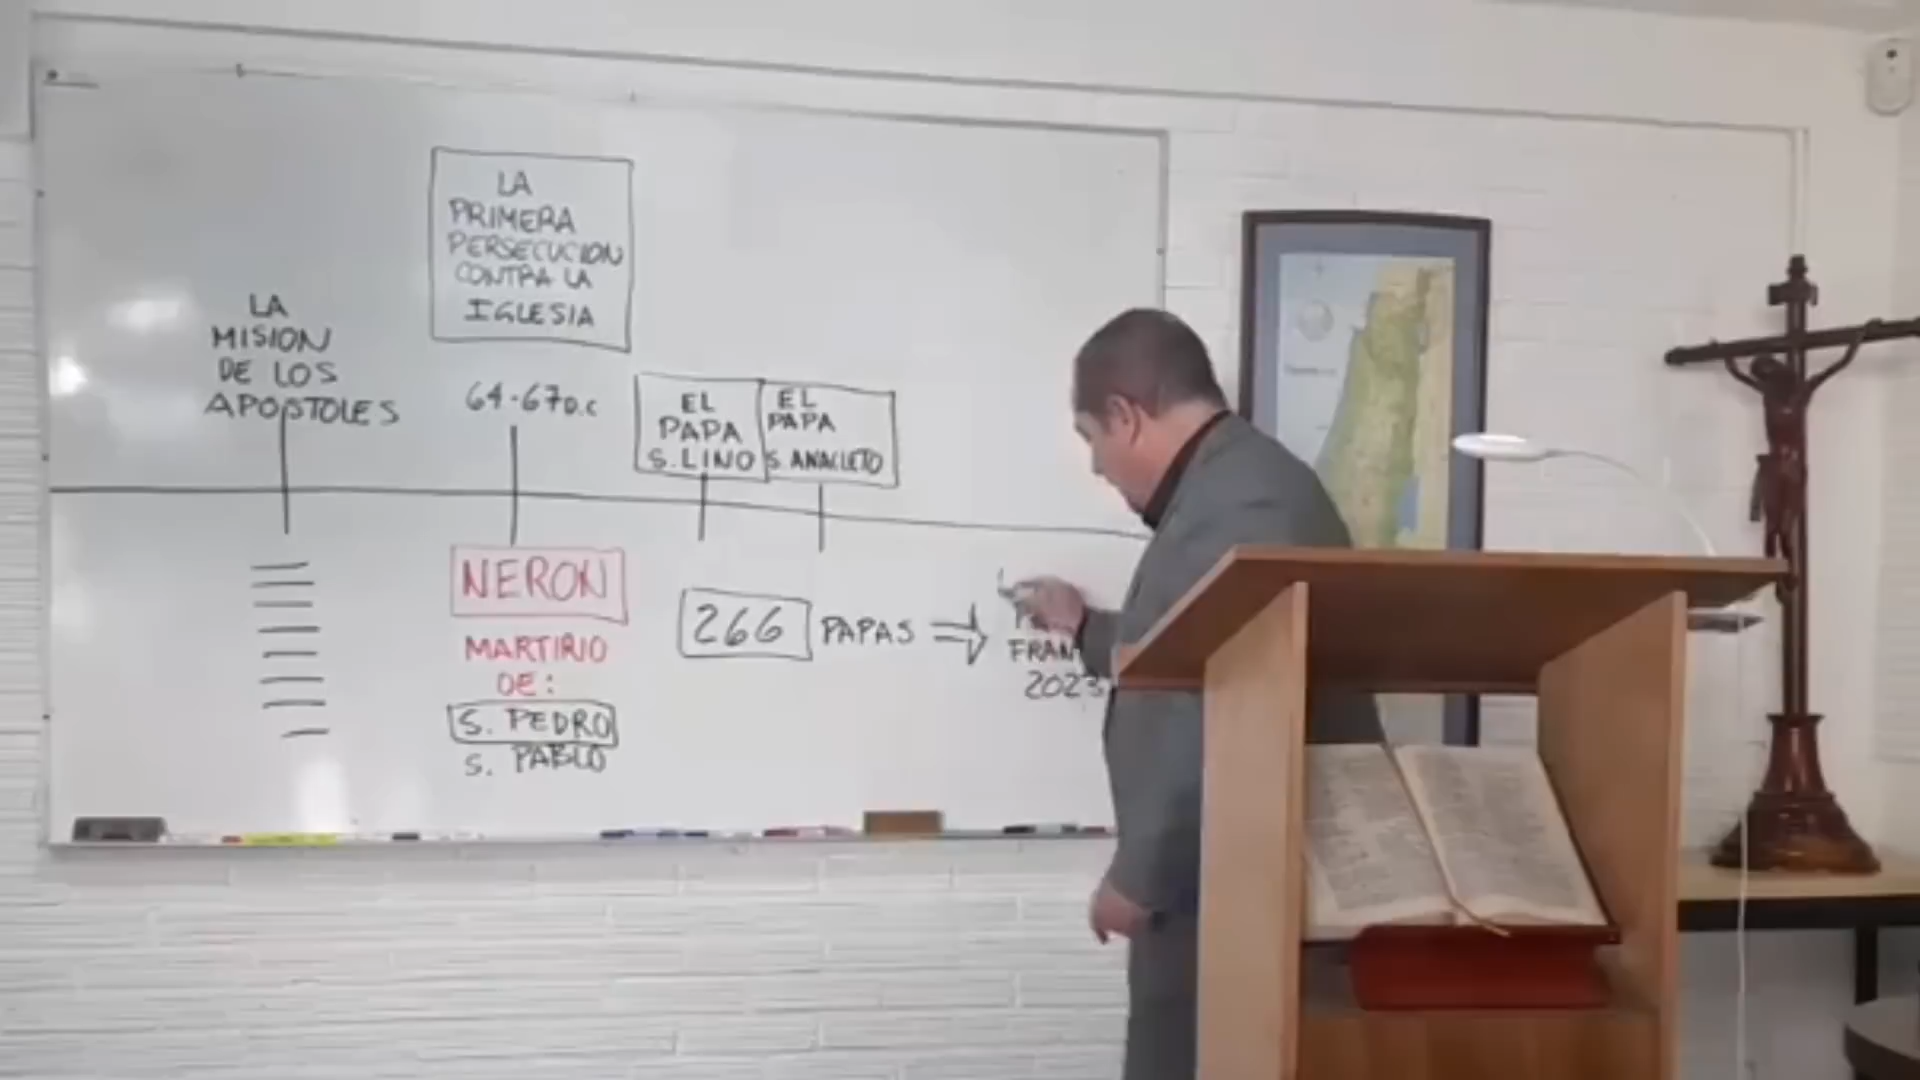 LA
MISION
DE LOS
APOSTOLES
LA
PRIMERA
PERSECUCION
CONTRA LA
IGLESIA
64-67 D.C
EL
PAPA
S. LINO
EL
PAPA
S. ANACLETO
NERON
MARTIRIO
DE:
S. PEDRO
S. PABLO
266 PAPAS
2023